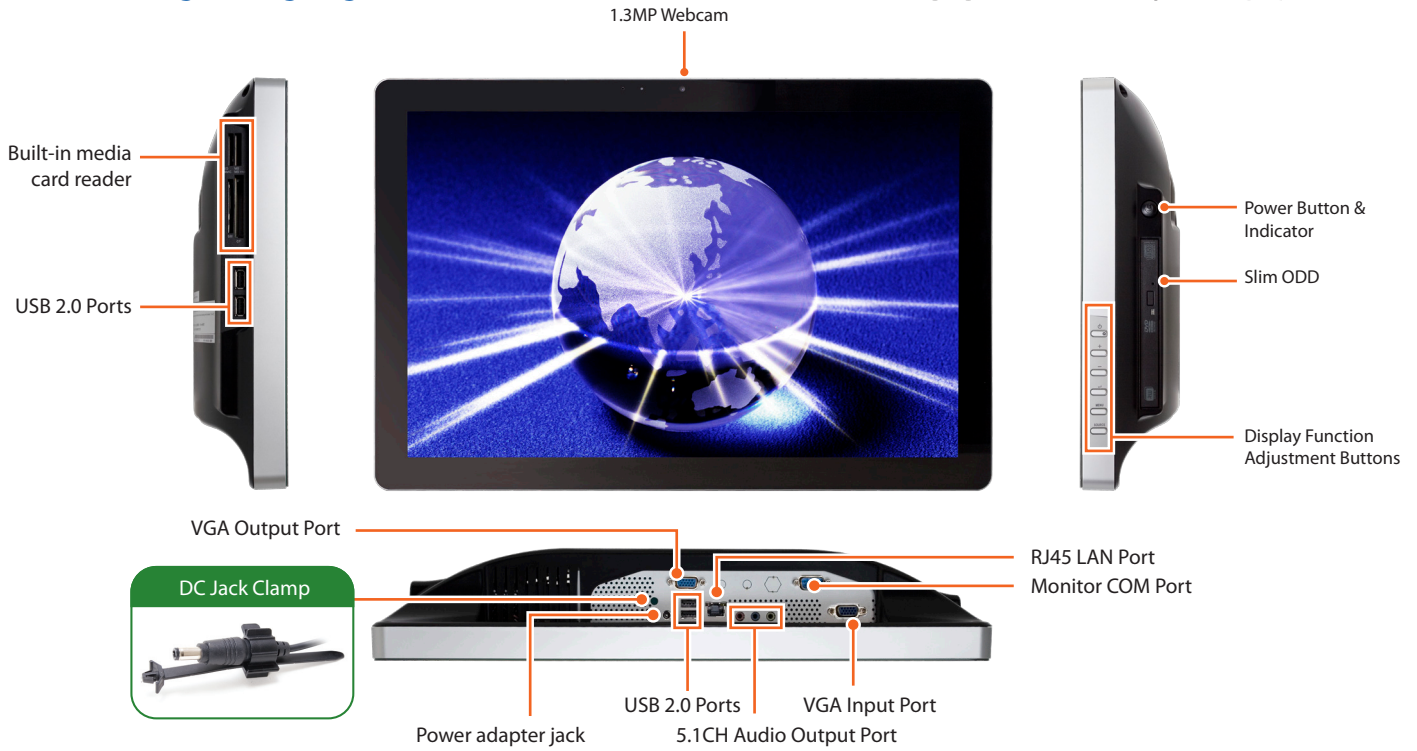 1.3MP Webcam
Built-in media
card reader
USB 2.0 Ports
Power Button &
Indicator
Slim ODD
Display Function
Adjustment Buttons
VGA Output Port
DC Jack Clamp
RJ45 LAN Port
Monitor COM Port
USB 2.0 Ports
VGA Input Port
Power adapter jack
5.1CH Audio Output Port